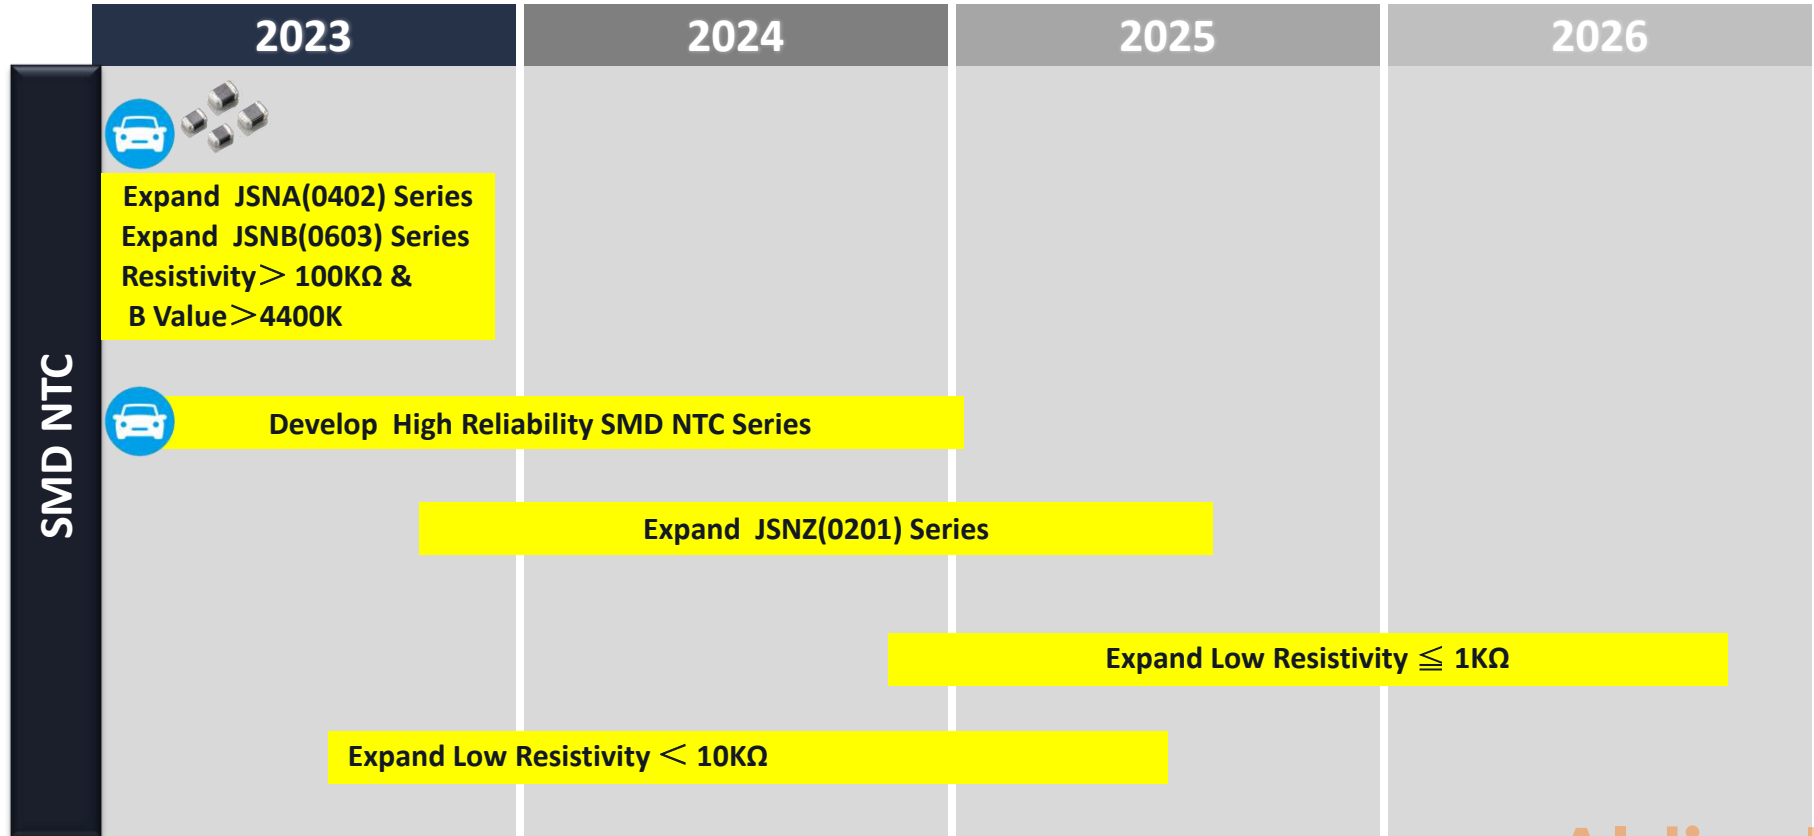 2023 2024 2025 2026
SMD NTC
Expand JSNA(0402) Series
Expand JSNB(0603) Series
Resistivity＞ 100KΩ &
B Value＞4400K
Develop High Reliability SMD NTC Series
Expand JSNZ(0201) Series
Expand Low Resistivity ≦ 1KΩ
Expand Low Resistivity ＜ 10KΩ